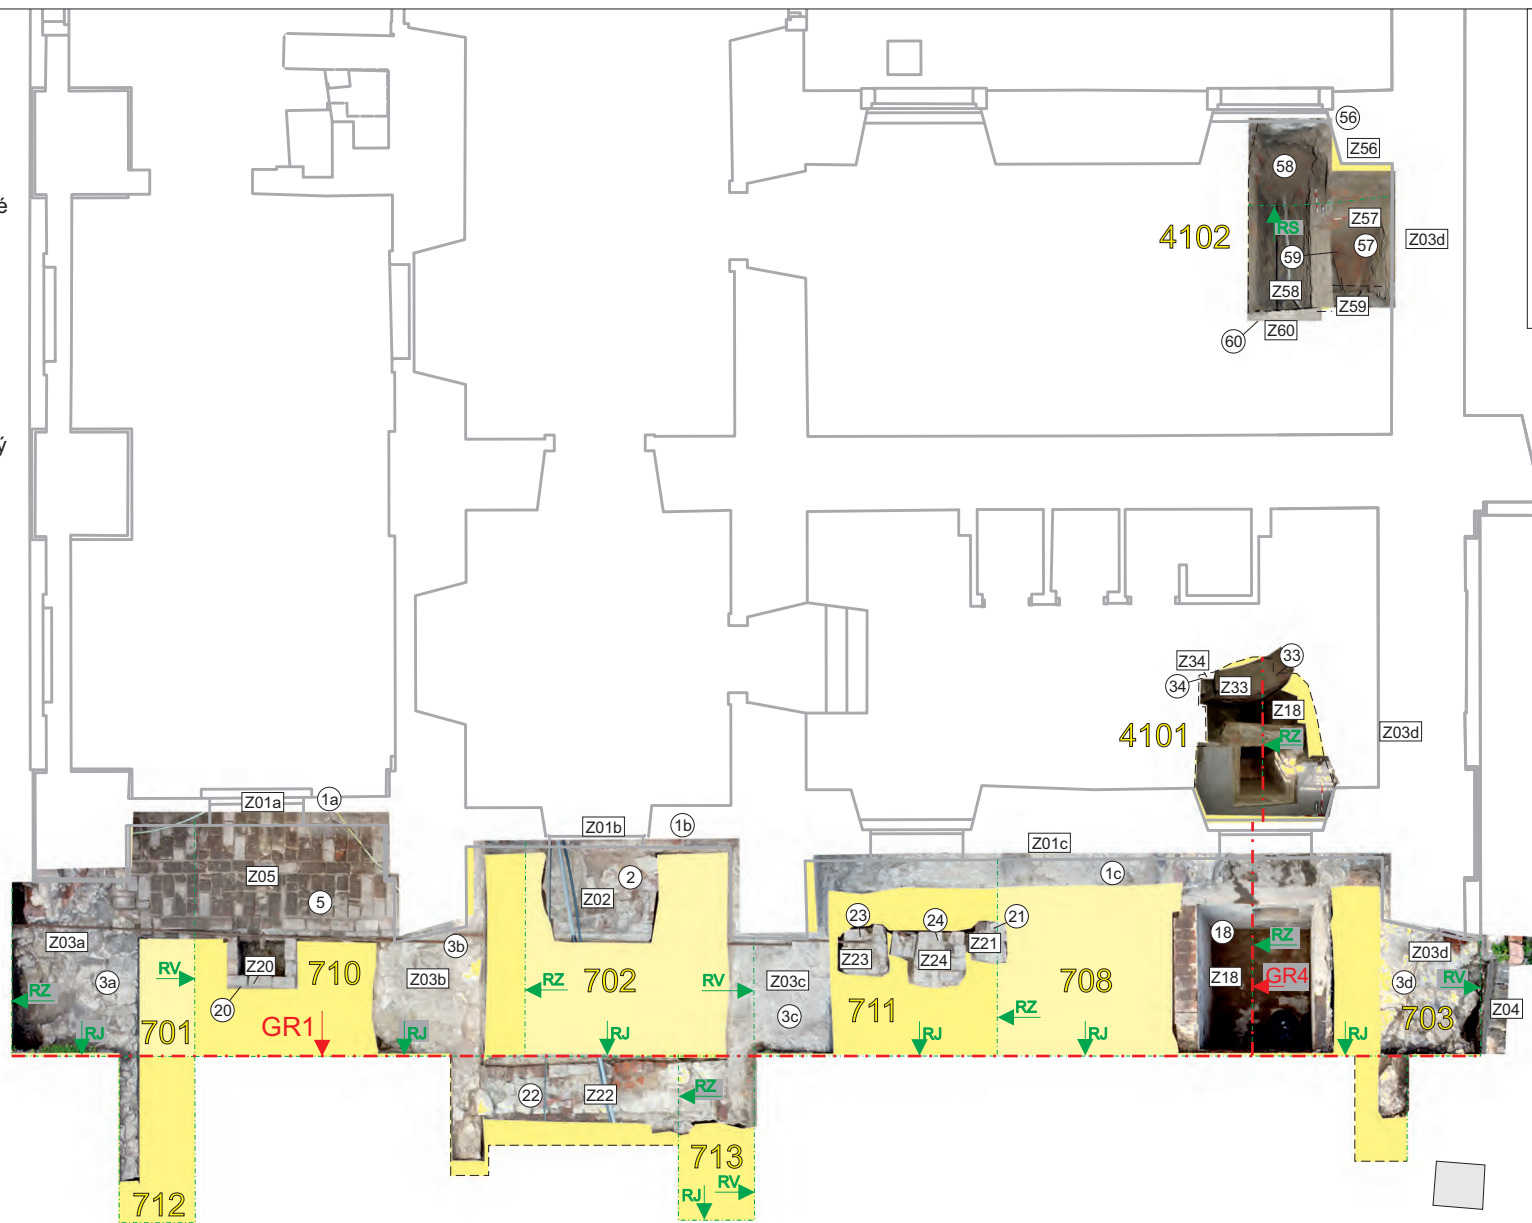 56
Z56
58
é
Z57
RS
4102
57
Z03d
59
Z58
Z59
Z60
60
ý
Z34
33
34
Z33
Z18
4101
RZ
Z03d
Z01a
1a
Z01b
1b
Z01c
Z05
2
1c
5
Z02
23
24
21
18
Z03a
3b
Z23
Z24
Z21
RZ
Z03d
RV
Z20
710
Z03b
RZ
702
RV
Z03c
708
Z18
GR4
3d
RV
3a
RZ
20
3c
711
RZ
703
Z04
701
GR1
RJ
RJ
RJ
RJ
RJ
RJ
22
Z22
RZ
713
712
RV
RJ